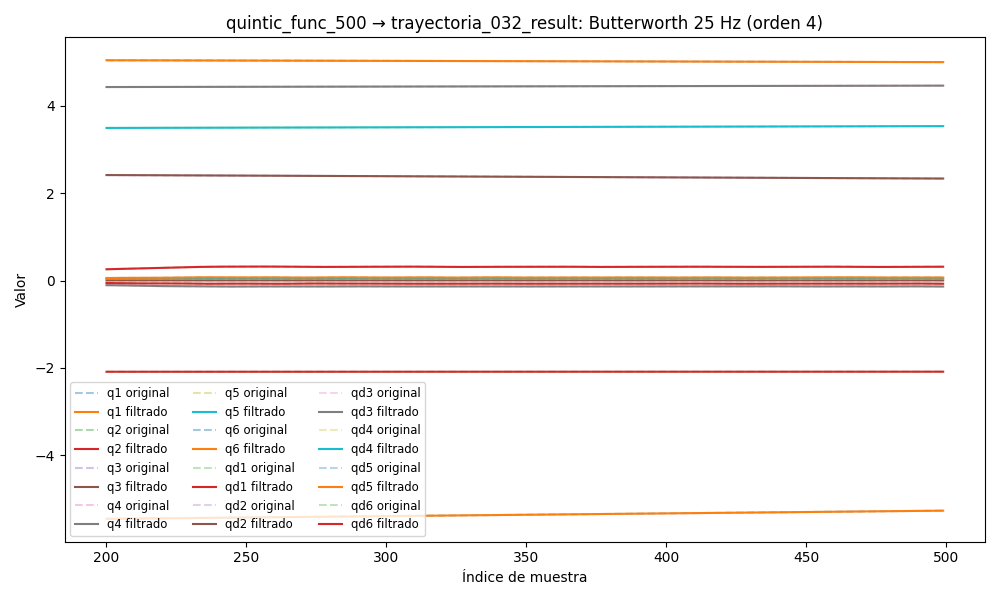 quintic_func_500 → trayectoria_032_result: Butterworth 25 Hz (orden 4)
Valor
4
2
0
−2
−4
q1 original
q1 filtrado
q2 original
q2 filtrado
q3 original
q3 filtrado
q4 original
q4 filtrado
q5 original
q5 filtrado
q6 original
q6 filtrado
qd1 original
qd1 filtrado
qd2 original
qd2 filtrado
qd3 original
qd3 filtrado
qd4 original
qd4 filtrado
qd5 original
qd5 filtrado
qd6 original
qd6 filtrado
200 250 300 350 400 450 500
Índice de muestra